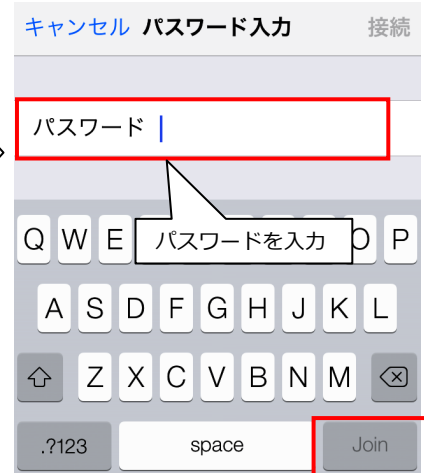 キャンセル パスワード入力 接続
パスワード
パスワードを入力
Q W E O P
A S D F G H J K L
Z X C V B N M
.?123 space Join